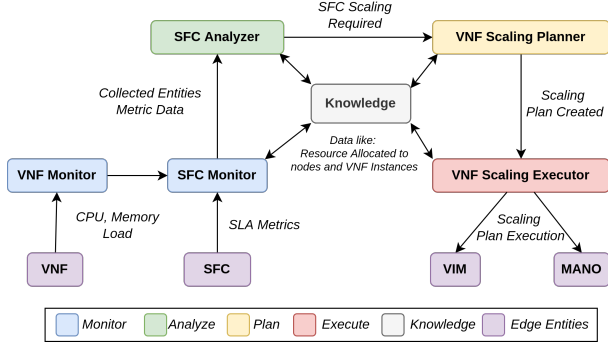 SFC Scaling
Required
SFC Analyzer
VNF Scaling Planner
Collected Entities
Metric Data
Knowledge
Scaling
Plan Created
Data like:
Resource Allocated to
nodes and VNF Instances
VNF Monitor
SFC Monitor
VNF Scaling Executor
CPU, Memory
Load
SLA Metrics
Scaling
Plan Execution
VNF
SFC
VIM
MANO
Monitor
Analyze
Plan
Execute
Knowledge
Edge Entities